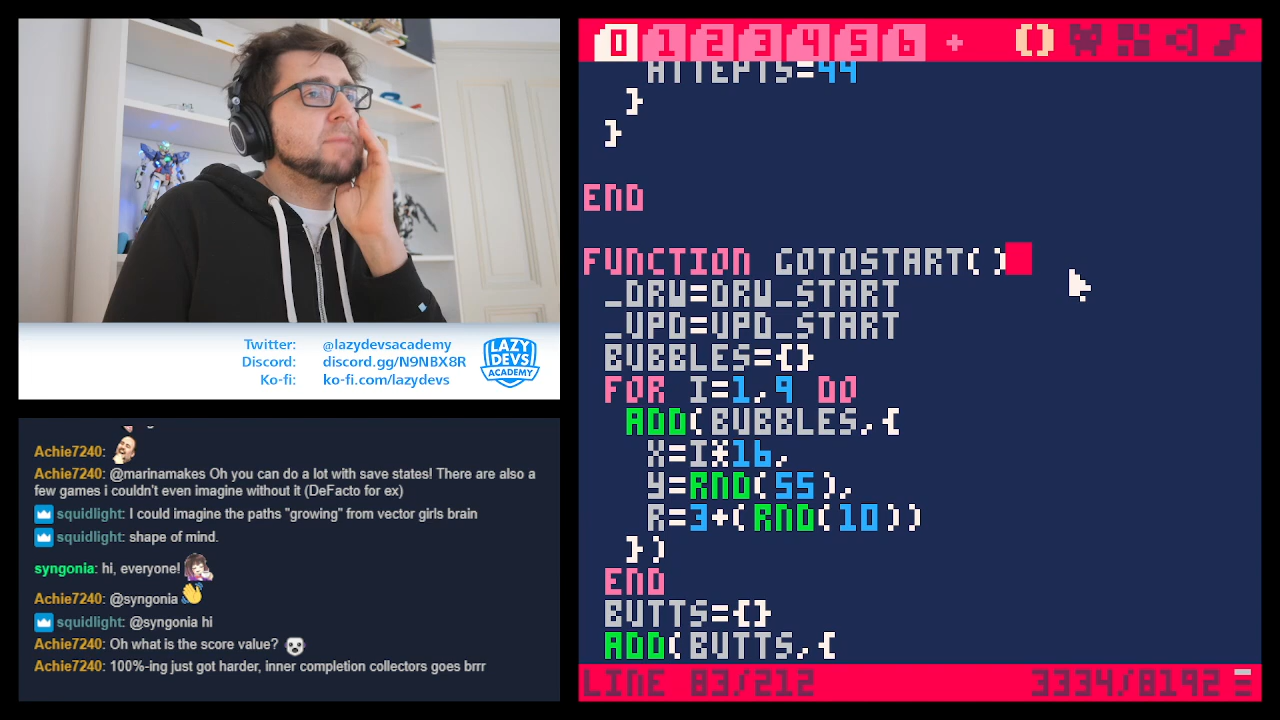 Twitter: @lazydevsacademy
Discord: discord.gg/N9NBX8R
Ko-fi: ko-fi.com/lazydevs
LAZY
DEVS
ACADEMY
Achie7240:
Achie7240: @marinamakes Oh you can do a lot with save states! There are also a
few games i couldn't even imagine without it (DeFacto for ex)
squidlight: I could imagine the paths "growing" from vector girls brain
squidlight: shape of mind.
syngonia: hi, everyone!
Achie7240: @syngonia
squidlight: @syngonia hi
Achie7240: Oh what is the score value?
Achie7240: 100%-ing just got harder, inner completion collectors goes brrr
0 1 2 3 4 5 6 + ()
ATTEPTS=44
}
}
END
FUNCTION GOTOSTART()
_DRW=DRW_START
_UPD=UPD_START
BUBBLES={}
FOR I=1,9 DO
ADD(BUBBLES,{
X=I*16,
Y=RND(55),
R=3+(RND(10))
})
END
BUTTS={}
ADD(BUTTS,{
LINE 83/212 3334/8192